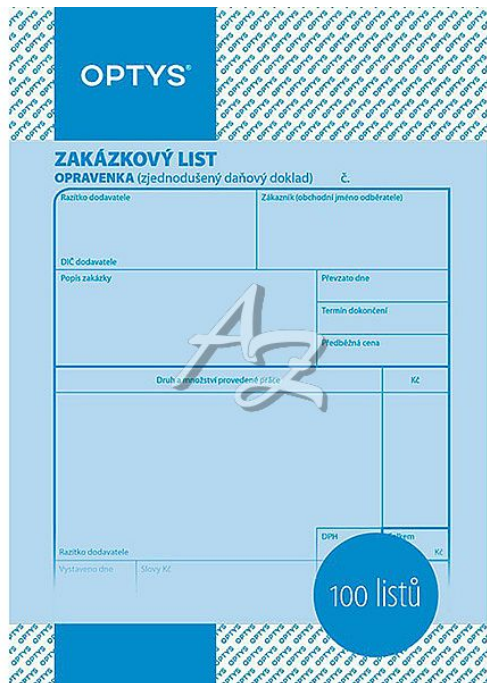 OPTYS®
ZAKÁZKOVÝ LIST
OPRAVENKA (zjednodušený daňový doklad) č.
Razítko dodavatele
Zákazník (obchodní jméno odběratele)
DIČ dodavatele
Popis zakázky
Převzato dne
Termín dokončení
Předběžná cena
AZ
Druh a množství provedené práce
Kč
DPH
Celkem
Razítko dodavatele
Kč
Vystaveno dne
Slovy Kč
100 listů